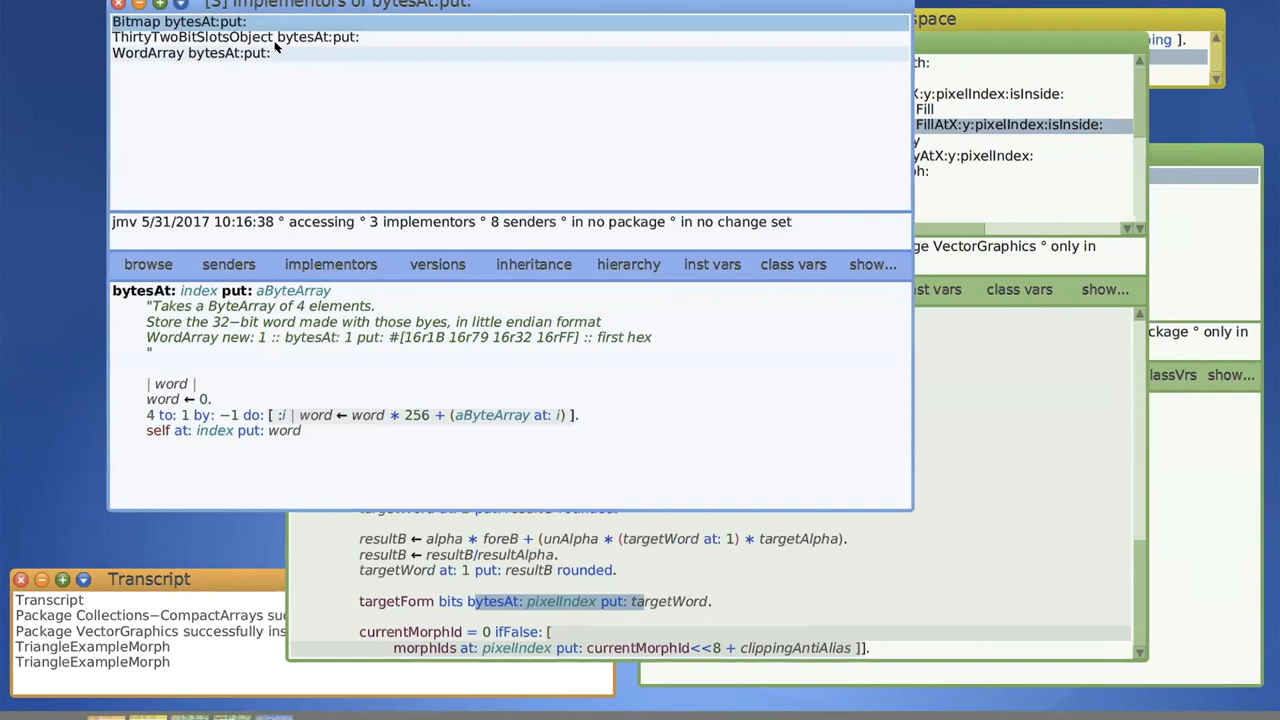 [3] Implementors of bytesAt:put:
Bitmap bytesAt:put:
ThirtyTwoBitSlotsObject bytesAt:put:
WordArray bytesAt:put:
jmv 5/31/2017 10:16:38 ° accessing ° 3 implementors ° 8 senders ° in no package ° in no change set
browse senders implementors versions inheritance hierarchy inst vars class vars show...
bytesAt: index put: aByteArray
"Takes a ByteArray of 4 elements.
Store the 32−bit word made with those byes, in little endian format
WordArray new: 1 :: bytesAt: 1 put: #[16r1B 16r79 16r32 16rFF] :: first hex
"
| word |
word ← 0.
4 to: 1 by: −1 do: [ :i | word ← word * 256 + (aByteArray at: i) ].
self at: index put: word
space
ing ].
th:
X:y:pixelIndex:isInside:
Fill
FillAtX:y:pixelIndex:isInside:
y
yAtX:y:pixelIndex:
ph:
ge VectorGraphics ° only in
nst vars class vars show...
ckage ° only in
lassVrs show...
resultB ← alpha * foreB + (unAlpha * (targetWord at: 1) * targetAlpha).
resultB ← resultB/resultAlpha.
targetWord at: 1 put: resultB rounded.
targetForm bits bytesAt: pixelIndex put: targetWord.
currentMorphId = 0 ifFalse: [
morphIds at: pixelIndex put: currentMorphId<<8 + clippingAntiAlias ]].
Transcript
Transcript
Package Collections−CompactArrays suc
Package VectorGraphics successfully ins
TriangleExampleMorph
TriangleExampleMorph